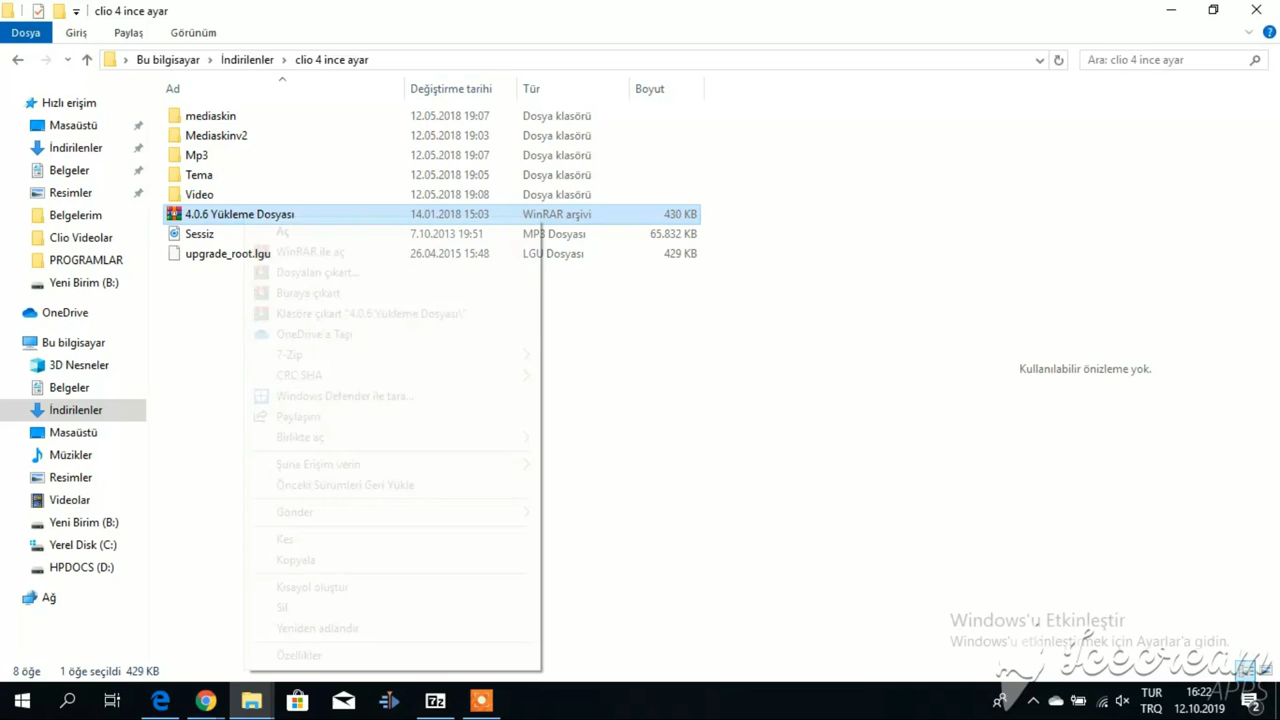 clio 4 ince ayar
Dosya Giriş Paylaş Görünüm
Bu bilgisayar İndirilenler clio 4 ince ayar Ara: clio 4 ince ayar
Ad Değiştirme tarihi Tür Boyut
Hızlı erişim
Masaüstü
İndirilenler
Belgeler
Resimler
Belgelerim
Clio Videolar
PROGRAMLAR
Yeni Birim (B:)
OneDrive
Bu bilgisayar
3D Nesneler
Belgeler
İndirilenler
Masaüstü
Müzikler
Resimler
Videolar
Yeni Birim (B:)
Yerel Disk (C:)
HPDOCS (D:)
Ağ
mediaskin 12.05.2018 19:07 Dosya klasörü
Mediaskinv2 12.05.2018 19:03 Dosya klasörü
Mp3 12.05.2018 19:07 Dosya klasörü
Tema 12.05.2018 19:05 Dosya klasörü
Video 12.05.2018 19:08 Dosya klasörü
4.0.6 Yükleme Dosyası 14.01.2018 15:03 WinRAR arşivi 430 KB
Sessiz 7.10.2013 19:51 MP3 Dosyası 65.832 KB
upgrade_root.lgu 26.04.2015 15:48 LGU Dosyası 429 KB
Aç
WinRAR ile aç
Dosyaları çıkart...
Buraya çıkart
Klasöre çıkart "4.0.6 Yükleme Dosyası\"
OneDrive'a Taşı
7-Zip
CRC SHA
Windows Defender ile tara...
Paylaşım
Birlikte aç
Şuna Erişim verin
Önceki Sürümleri Geri Yükle
Gönder
Kes
Kopyala
Kısayol oluştur
Sil
Yeniden adlandır
Özellikler
Kullanılabilir önizleme yok.
Windows'u Etkinleştir
Windows'u etkinleştirmek için Ayarlar'a gidin.
Icecream
APPS
8 öğe 1 öğe seçildi 429 KB
7z
TUR
TRQ
16:22
12.10.2019
2